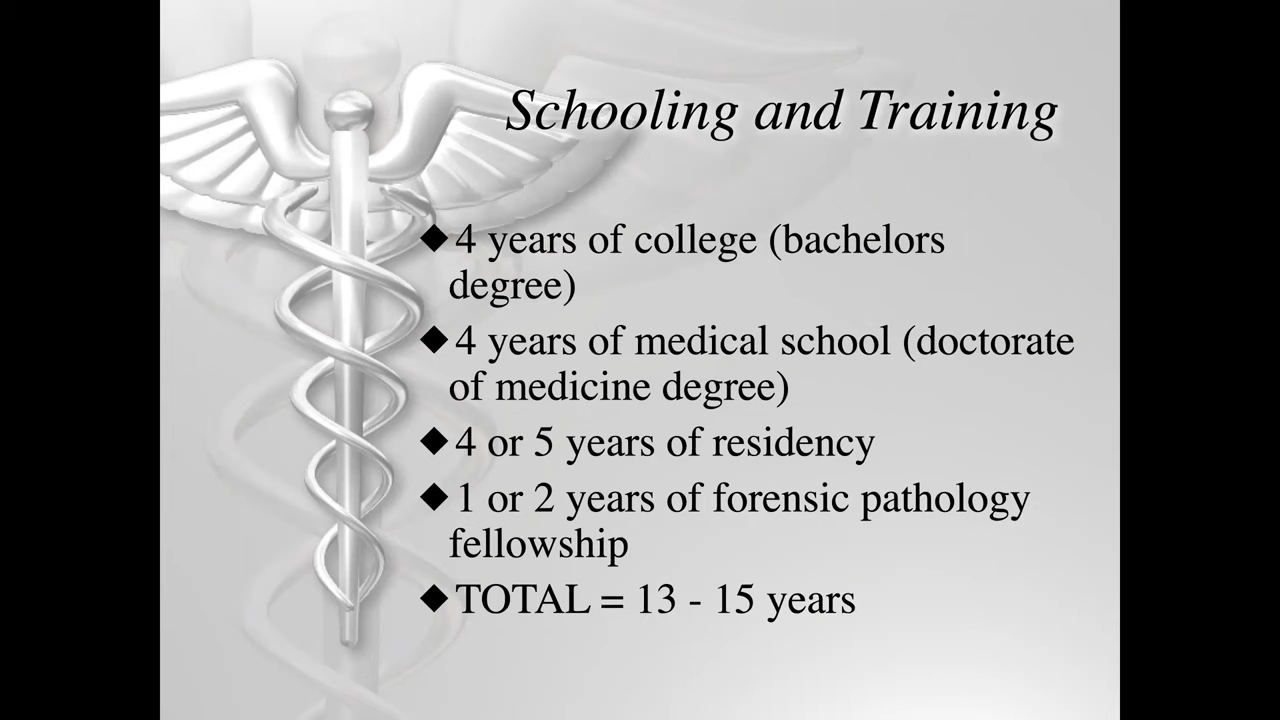 Schooling and Training
◆4 years of college (bachelors
degree)
◆4 years of medical school (doctorate
of medicine degree)
◆4 or 5 years of residency
◆1 or 2 years of forensic pathology
fellowship
◆TOTAL = 13 - 15 years